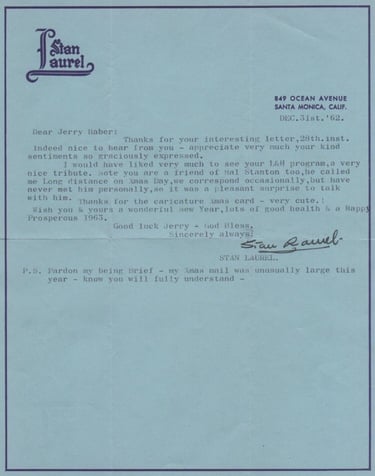 Stan
Laurel
849 OCEAN AVENUE
SANTA MONICA, CALIF.
DEC.31st.'62.
Dear Jerry Haber:
Thanks for your interesting letter,28th.inst.
Indeed nice to hear from you - appreciate very much your kind
sentiments so graciously expressed.
I would have liked very much to see your L&H program,a very
nice tribute. Note you are a friend of Hal Stanton too,he called
me Long distance on Xmas Day,we correspond occasionally,but have
never met him personally,so it was a pleasant surprise to talk
with him.
Thanks for the caricature Xmas card - very cute.!
Wish you & yours a wonderful New Year,lots of good health & a Happy
Prosperous 1963.
Good luck Jerry - God Bless.
Sincerely always:
Stan Laurel.
STAN LAUREL.
P.S. Pardon my being Brief - my Xmas mail was unusually large this
year - know you will fully understand -